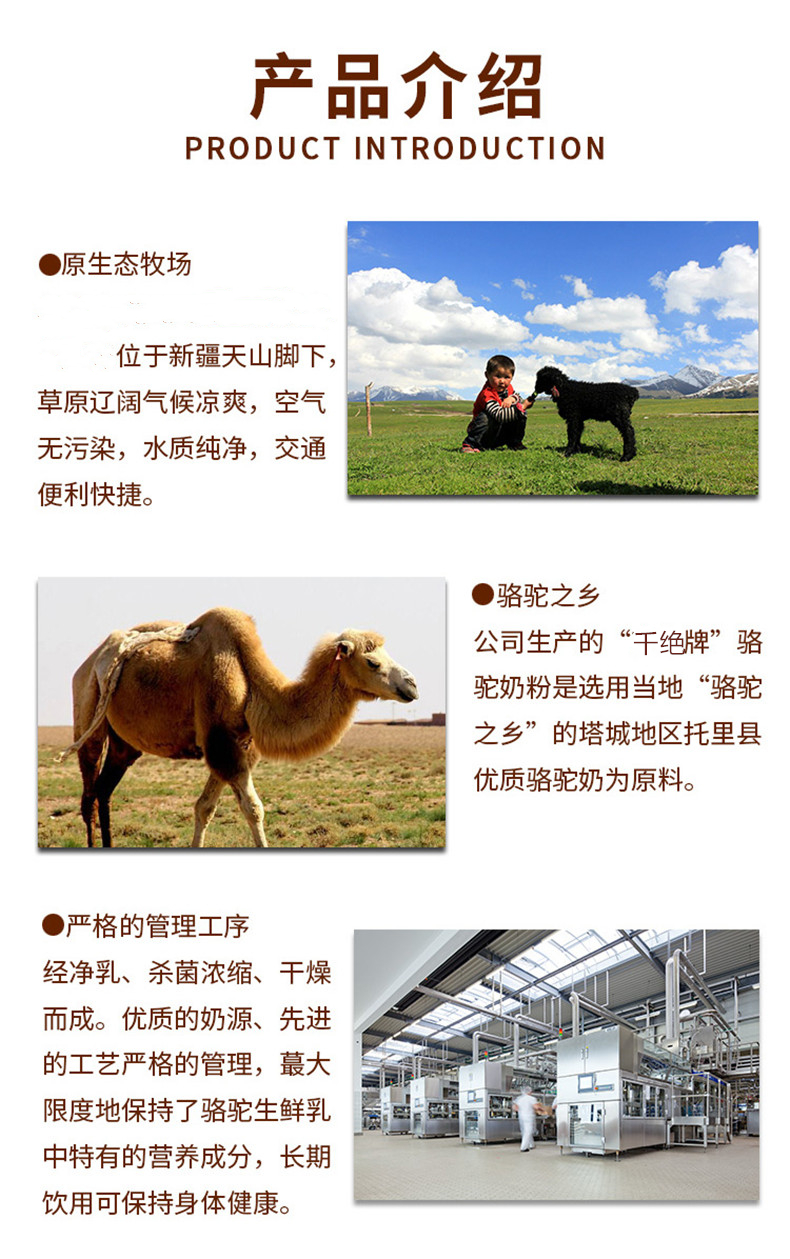 产品介绍
PRODUCT INTRODUCTION
●原生态牧场
位于新疆天山脚下，
草原辽阔气候凉爽，空气
无污染，水质纯净，交通
便利快捷。
●骆驼之乡
公司生产的“千绝牌”骆
驼奶粉是选用当地“骆驼
之乡”的塔城地区托里县
优质骆驼奶为原料。
●严格的管理工序
经净乳、杀菌浓缩、干燥
而成。优质的奶源、先进
的工艺严格的管理，蕞大
限度地保持了骆驼生鲜乳
中特有的营养成分，长期
饮用可保持身体健康。